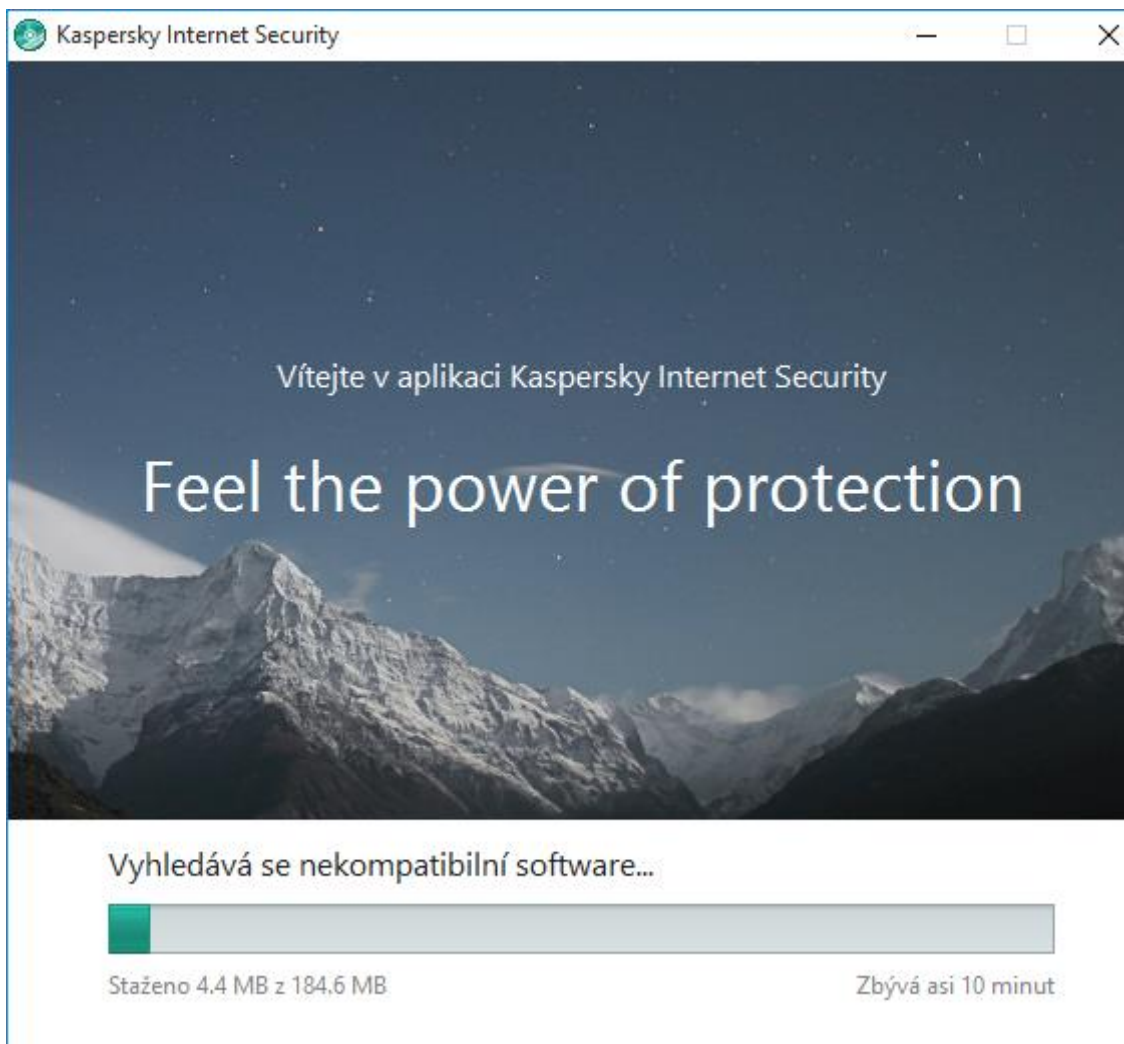 Kaspersky Internet Security
Vítejte v aplikaci Kaspersky Internet Security
Feel the power of protection
Vyhledává se nekompatibilní software...
Staženo 4.4 MB z 184.6 MB
Zbývá asi 10 minut